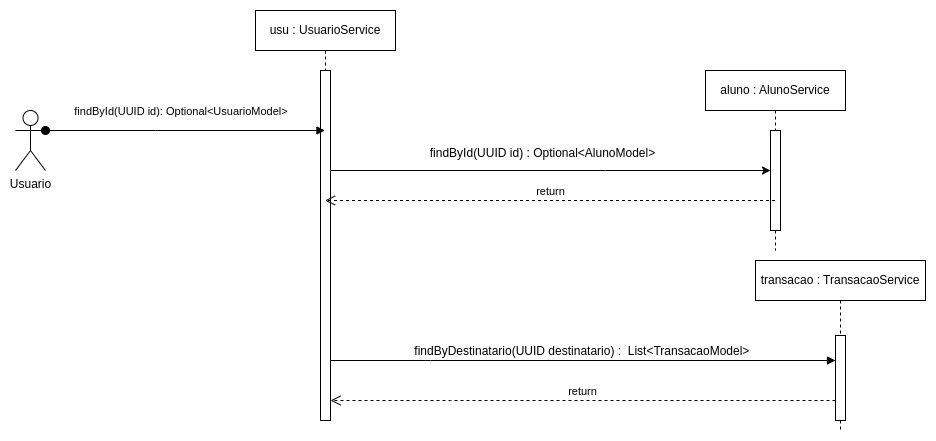 usu : UsuarioService
aluno : AlunoService
findById(UUID id): Optional<UsuarioModel>
findById(UUID id) : Optional<AlunoModel>
Usuario
return
transacao : TransacaoService
findByDestinatario(UUID destinatario) :  List<TransacaoModel>
return